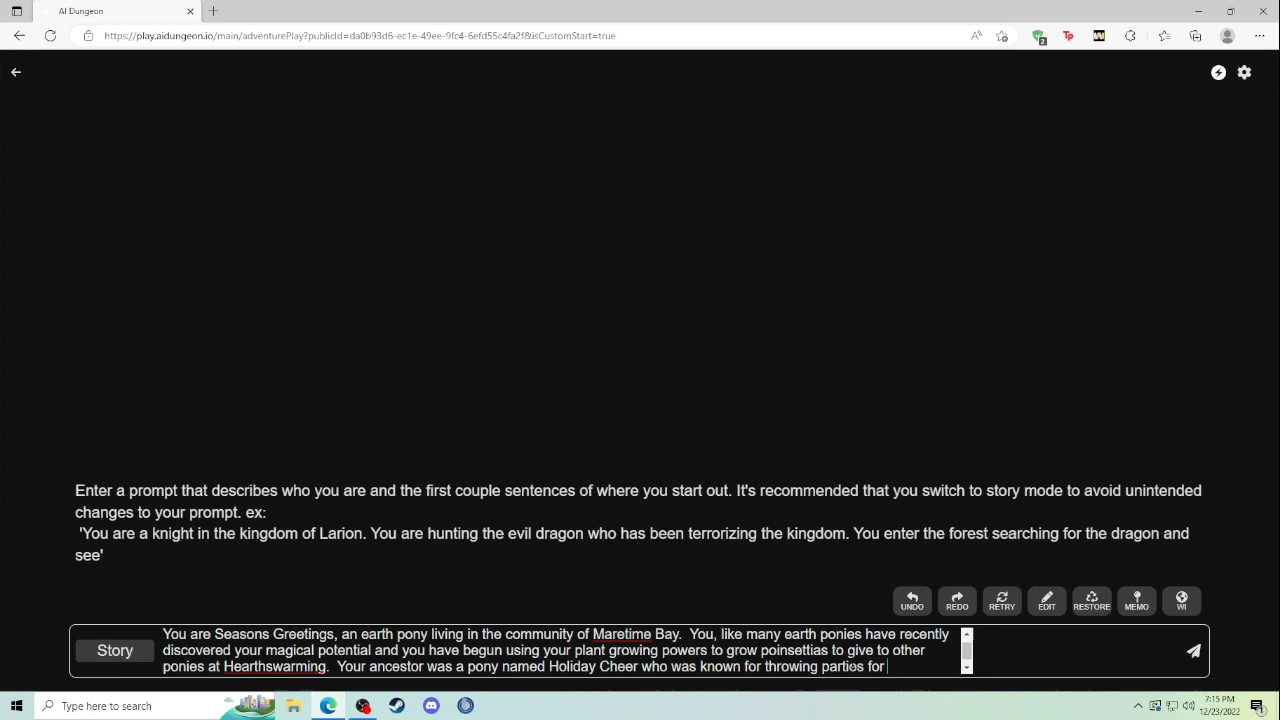 AI Dungeon
https://play.aidungeon.io/main/adventurePlay?publicId=da0b93d6-ec1e-49ee-9fc4-6efd55c4fa2f&isCustomStart=true
2
Tp
Enter a prompt that describes who you are and the first couple sentences of where you start out. It's recommended that you switch to story mode to avoid unintended
changes to your prompt. ex:
'You are a knight in the kingdom of Larion. You are hunting the evil dragon who has been terrorizing the kingdom. You enter the forest searching for the dragon and
see'
UNDO REDO RETRY EDIT RESTORE MEMO WI
Story
You are Seasons Greetings, an earth pony living in the community of Maretime Bay.  You, like many earth ponies have recently
discovered your magical potential and you have begun using your plant growing powers to grow poinsettias to give to other
ponies at Hearthswarming.  Your ancestor was a pony named Holiday Cheer who was known for throwing parties for
Type here to search
7:15 PM
12/23/2022
1